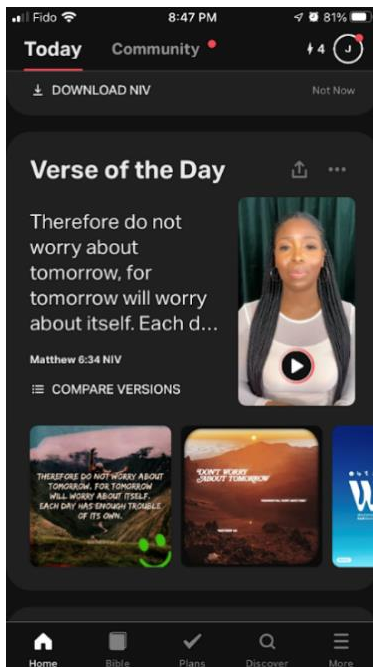 Fido 8:47 PM 81%
Today Community 4 J
DOWNLOAD NIV Not Now
Verse of the Day
Therefore do not
worry about
tomorrow, for
tomorrow will worry
about itself. Each d...
Matthew 6:34 NIV
COMPARE VERSIONS
THEREFORE DO NOT WORRY ABOUT
TOMORROW, FOR TOMORROW
WILL WORRY ABOUT ITSELF.
EACH DAY HAS ENOUGH TROUBLE
OF ITS OWN.
DON'T WORRY
ABOUT TOMORROW
W
Home Bible Plans Discover More